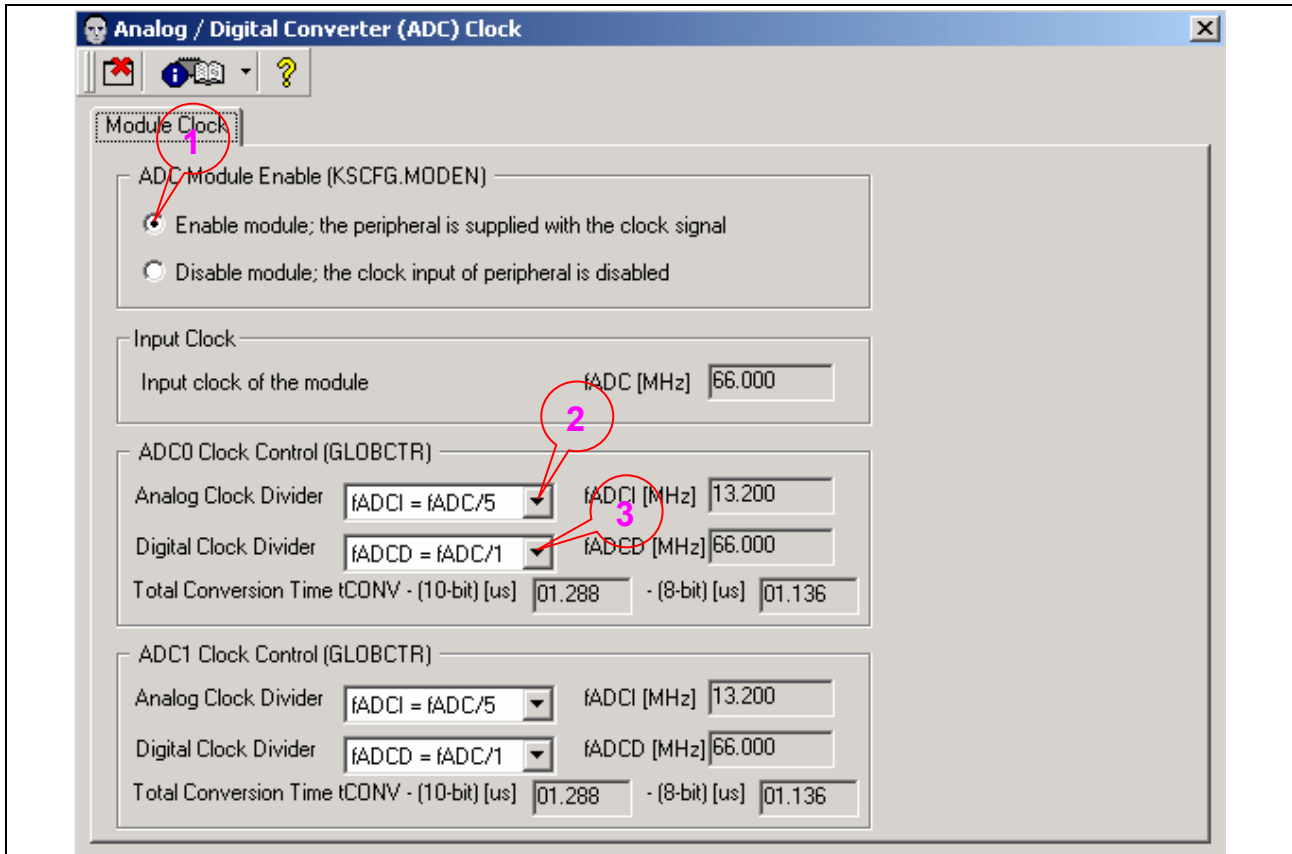 Analog / Digital Converter (ADC) Clock
Module Clock
1
ADC Module Enable (KSCFG.MODEN)
Enable module; the peripheral is supplied with the clock signal
Disable module; the clock input of peripheral is disabled
Input Clock
Input clock of the module fADC [MHz] 66.000
2
ADC0 Clock Control (GLOBCTR)
Analog Clock Divider fADCI = fADC/5 fADCI [MHz] 13.200
3
Digital Clock Divider fADCD = fADC/1 fADCD [MHz] 66.000
Total Conversion Time tCONV - (10-bit) [us] 01.288 - (8-bit) [us] 01.136
ADC1 Clock Control (GLOBCTR)
Analog Clock Divider fADCI = fADC/5 fADCI [MHz] 13.200
Digital Clock Divider fADCD = fADC/1 fADCD [MHz] 66.000
Total Conversion Time tCONV - (10-bit) [us] 01.288 - (8-bit) [us] 01.136